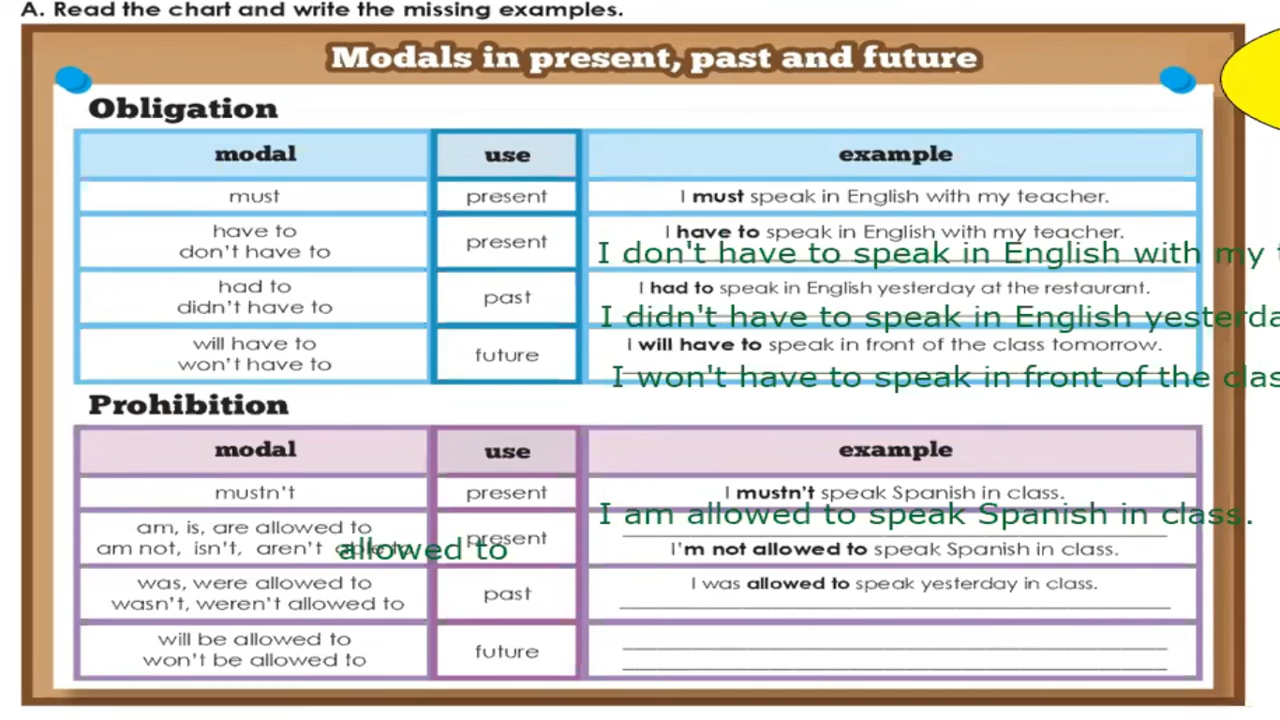 A. Read the chart and write the missing examples.
Modals in present, past and future
Obligation
modal use example
must present I must speak in English with my teacher.
have to present I have to speak in English with my teacher.
don't have to I don't have to speak in English with my
had to past I had to speak in English yesterday at the restaurant.
didn't have to I didn't have to speak in English
will have to future I will have to speak in front of the class tomorrow.
won't have to I won't have to speak in front of the
Prohibition
modal use example
mustn't present I mustn't speak Spanish in class.
am, is, are allowed to present I am allowed to speak Spanish in class.
am not, isn't, aren't allowed to I'm not allowed to speak Spanish in class.
was, were allowed to past I was allowed to speak yesterday in class.
wasn't, weren't allowed to
will be allowed to future
won't be allowed to